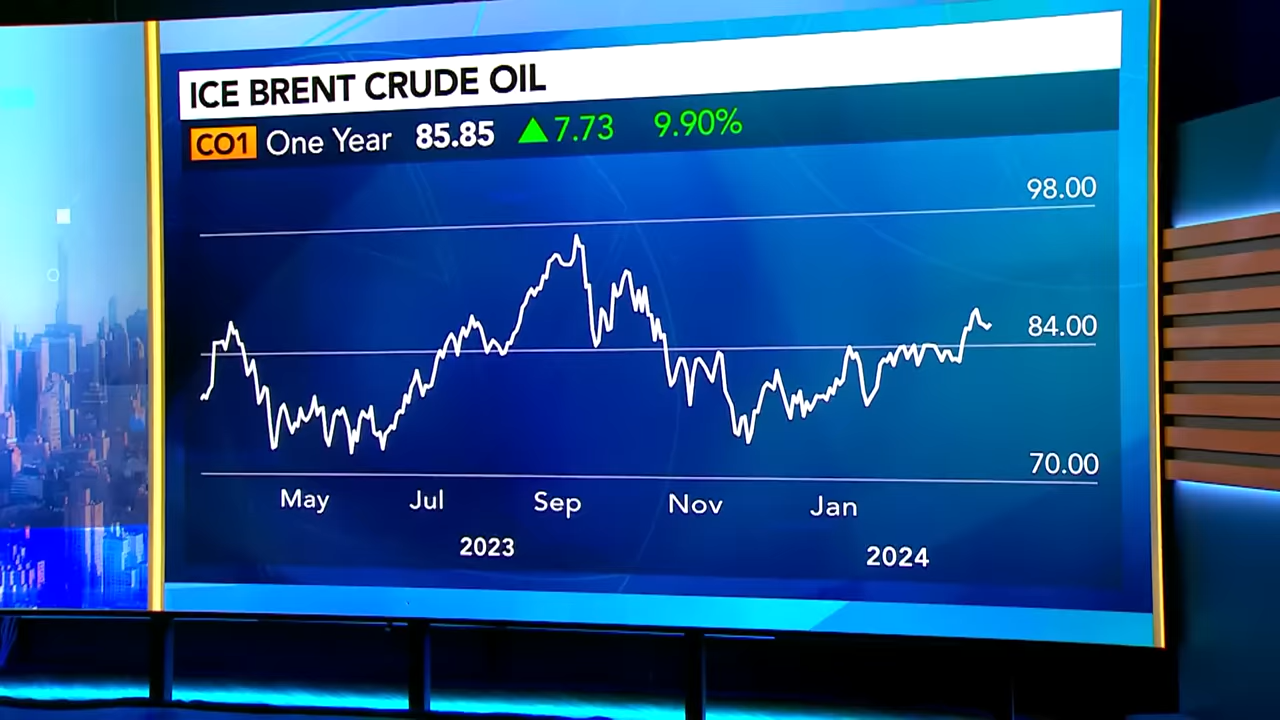 ICE BRENT CRUDE OIL
CO1 One Year 85.85 ▲7.73 9.90%
98.00
84.00
70.00
May Jul Sep Nov Jan
2023 2024